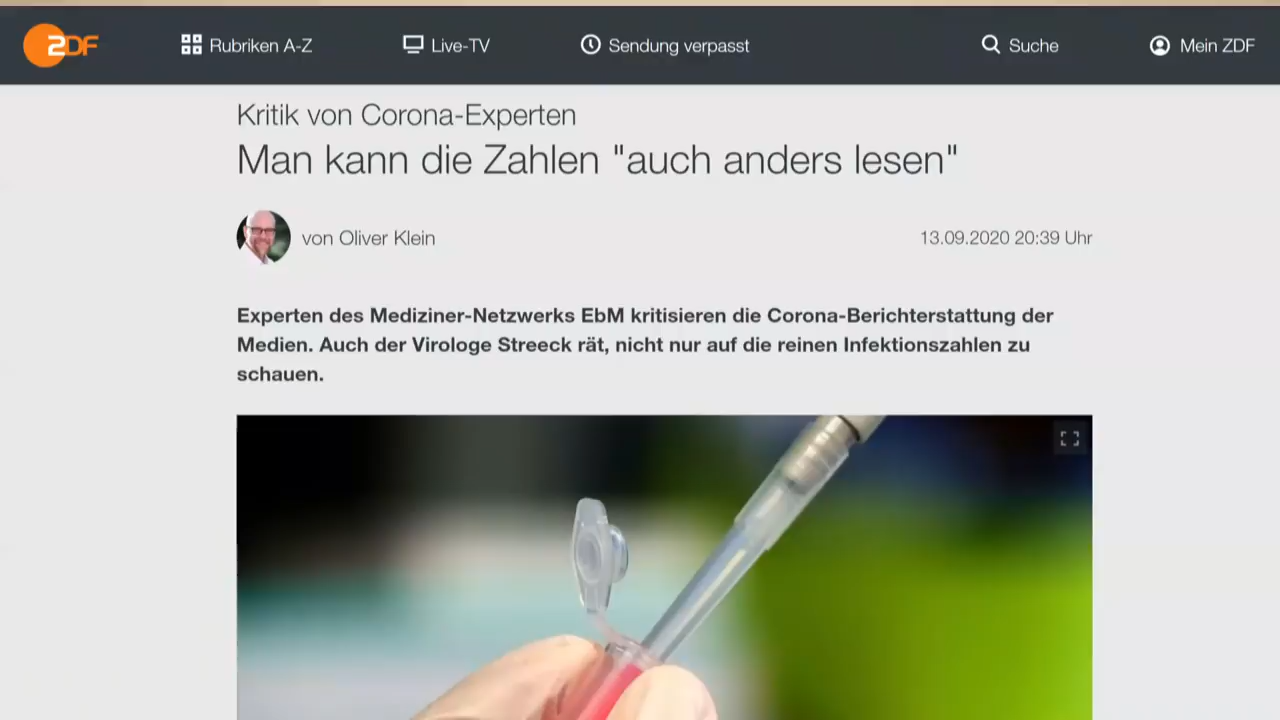 ZDF Rubriken A-Z Live-TV Sendung verpasst Suche Mein ZDF
Kritik von Corona-Experten
Man kann die Zahlen "auch anders lesen"
von Oliver Klein 13.09.2020 20:39 Uhr
Experten des Mediziner-Netzwerks EbM kritisieren die Corona-Berichterstattung der
Medien. Auch der Virologe Streeck rät, nicht nur auf die reinen Infektionszahlen zu
schauen.